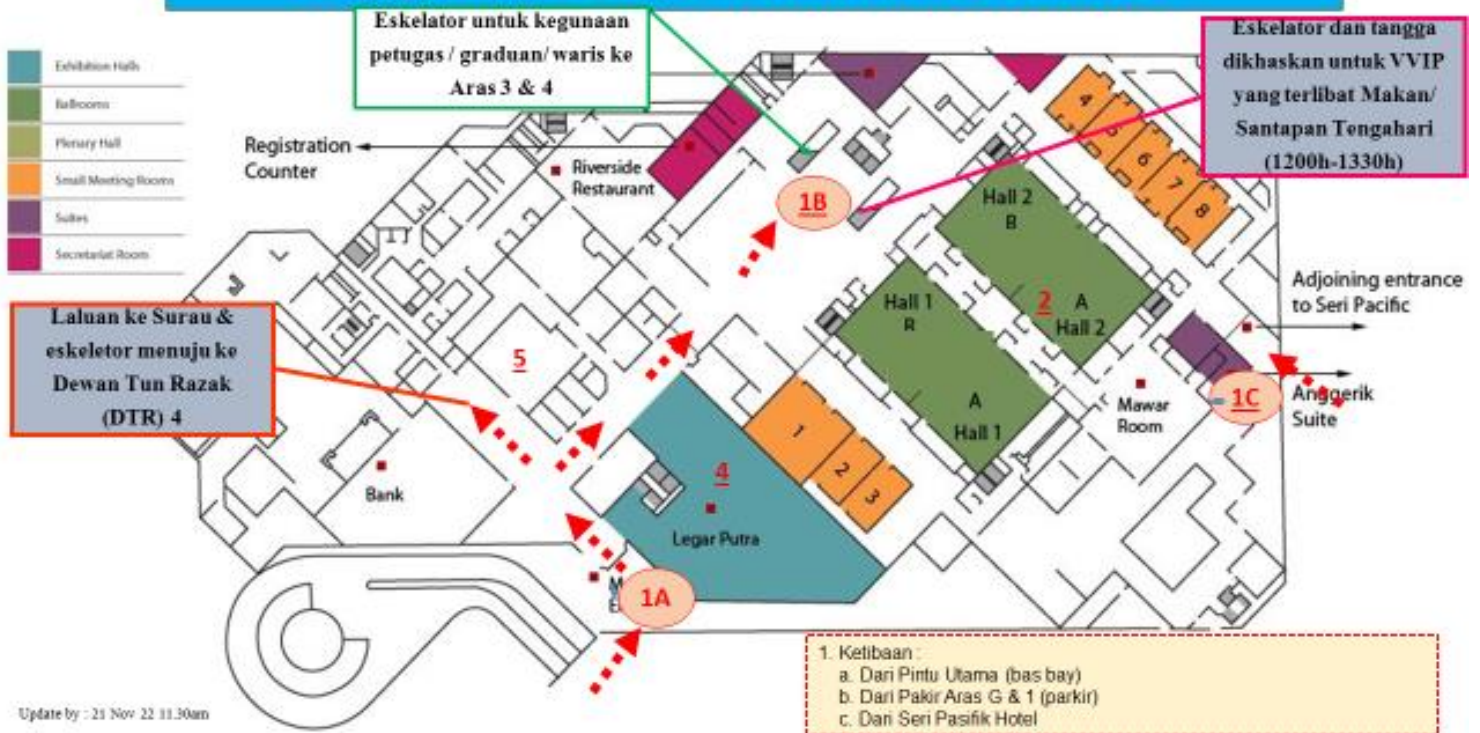 Eskelator untuk kegunaan
petugas / graduan/ waris ke
Aras 3 & 4
Eskelator dan tangga
dikhaskan untuk VVIP
yang terlibat Makan/
Santapan Tengahari
(1200h-1330h)
Exhibition Halls
Ballrooms
Plenary Hall
Small Meeting Rooms
Suites
Secretariat Room
Registration
Counter
Riverside
Restaurant
1B
4
5
6
7
8
Hall 2
B
2
A
Hall 2
Hall 1
A
Hall 1
Adjoining entrance
to Seri Pacific
1C
Anggerik
Suite
Mawar
Room
Laluan ke Surau &
eskeletor menuju ke
Dewan Tun Razak
(DTR) 4
5
Bank
4
Legar Putra
1
2
3
1A
1. Ketibaan :
a. Dari Pintu Utama (bas bay)
b. Dari Pakir Aras G & 1 (parkir)
c. Dari Seri Pasifik Hotel
Update by : 21 Nov 22 11.30am